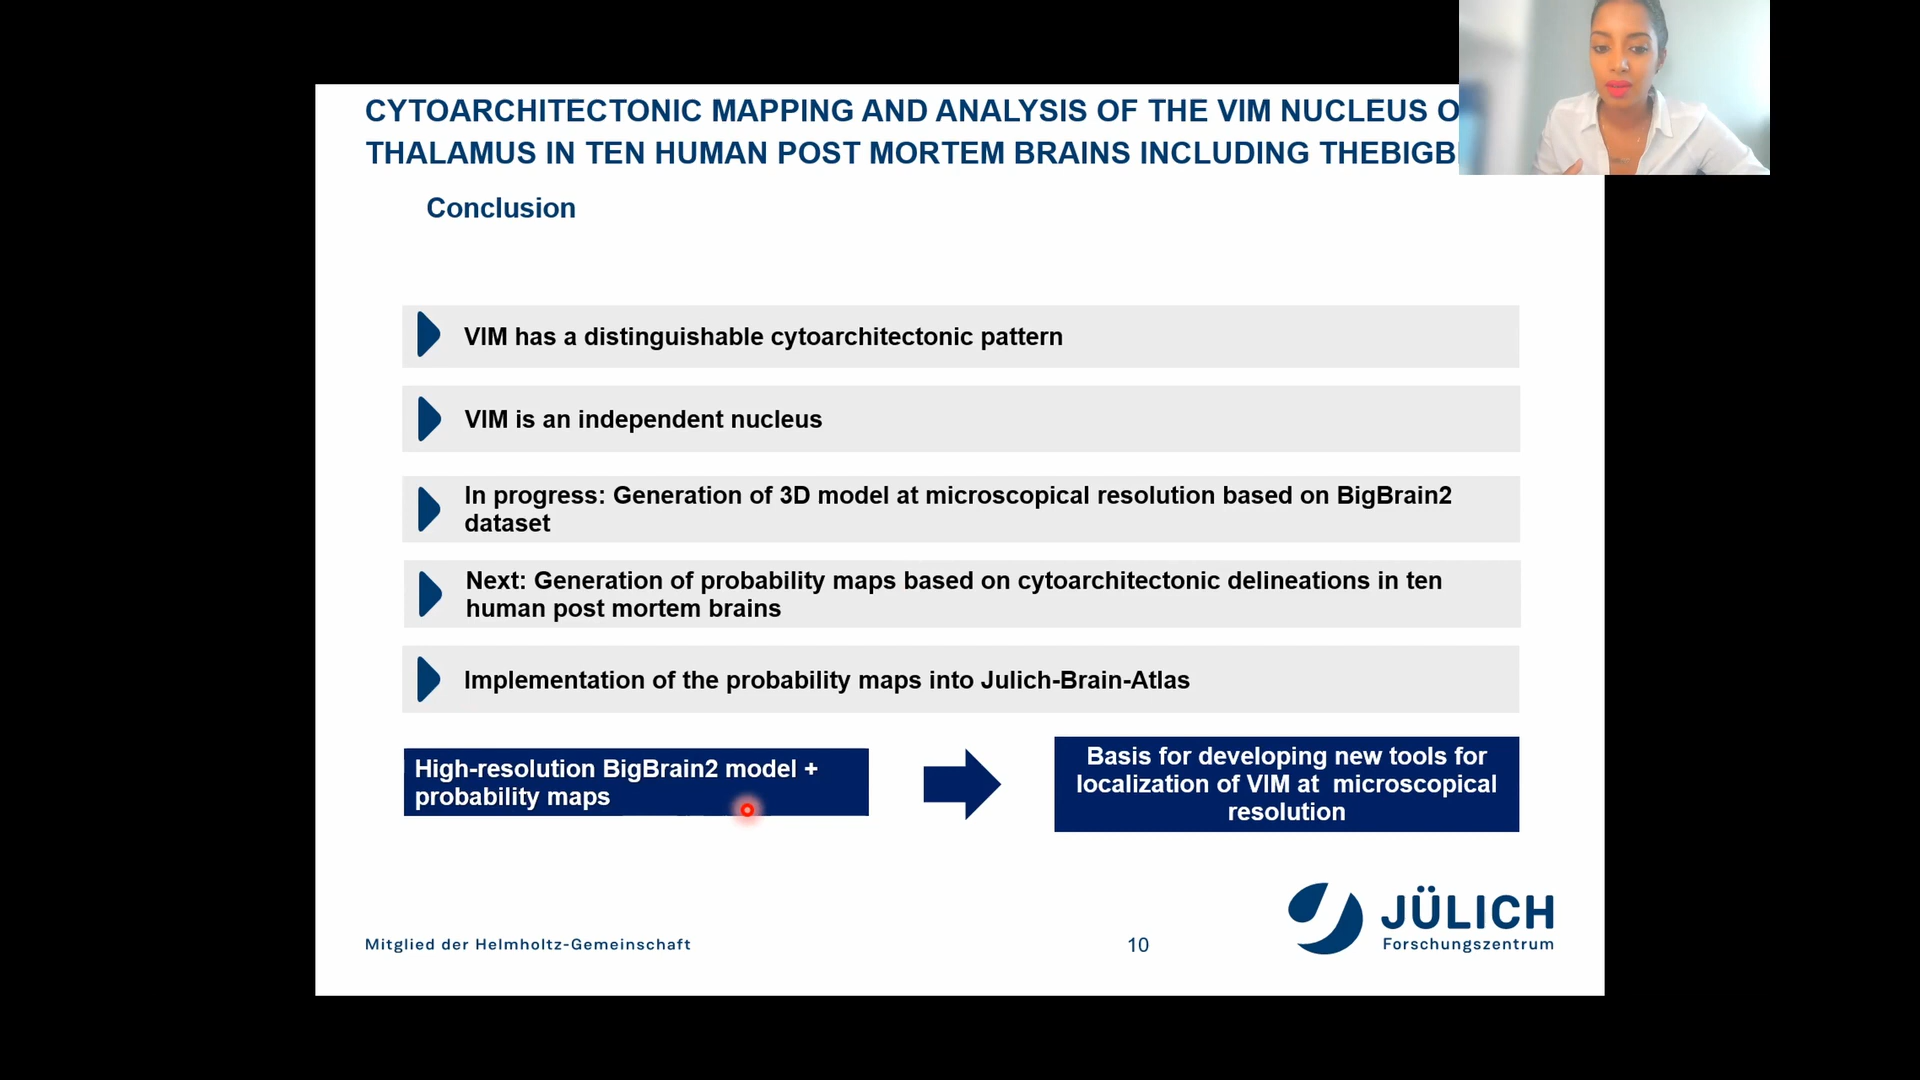 CYTOARCHITECTONIC MAPPING AND ANALYSIS OF THE VIM NUCLEUS
THALAMUS IN TEN HUMAN POST MORTEM BRAINS INCLUDING
Conclusion
VIM has a distinguishable cytoarchitectonic pattern
VIM is an independent nucleus
In progress: Generation of 3D model at microscopical resolution based on BigBrain2
dataset
Next: Generation of probability maps based on cytoarchitectonic delineations in ten
human post mortem brains
Implementation of the probability maps into Julich-Brain-Atlas
High-resolution BigBrain2 model +
probability maps
Basis for developing new tools for
localization of VIM at microscopical
resolution
Mitglied der Helmholtz-Gemeinschaft
10
JÜLICH
Forschungszentrum